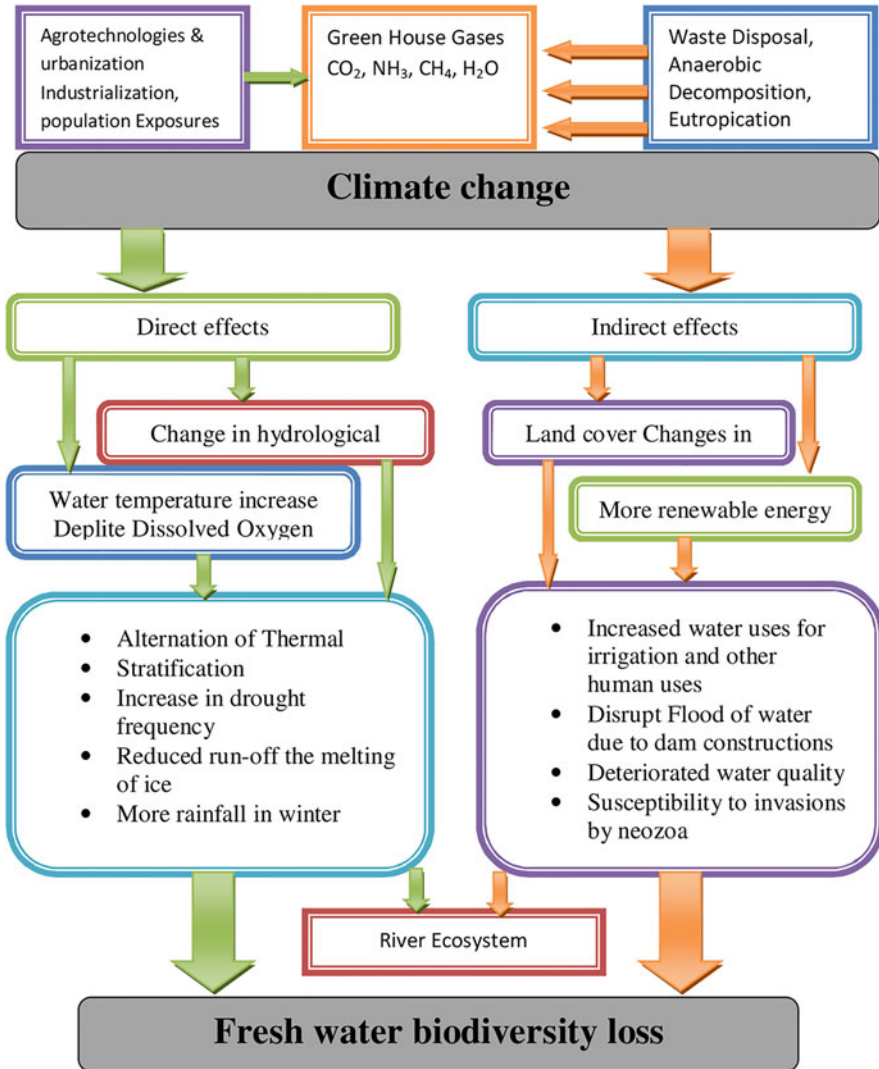 Agrotechnologies &
urbanization
Industrialization,
population Exposures
Green House Gases
CO₂, NH₃, CH₄, H₂O
Waste Disposal,
Anaerobic
Decomposition,
Eutropication
Climate change
Direct effects
Indirect effects
Change in hydrological
Land cover Changes in
Water temperature increase
Deplite Dissolved Oxygen
More renewable energy
• Alternation of Thermal
• Stratification
• Increase in drought
frequency
• Reduced run-off the melting
of ice
• More rainfall in winter
• Increased water uses for
irrigation and other
human uses
• Disrupt Flood of water
due to dam constructions
• Deteriorated water quality
• Susceptibility to invasions
by neozoa
River Ecosystem
Fresh water biodiversity loss